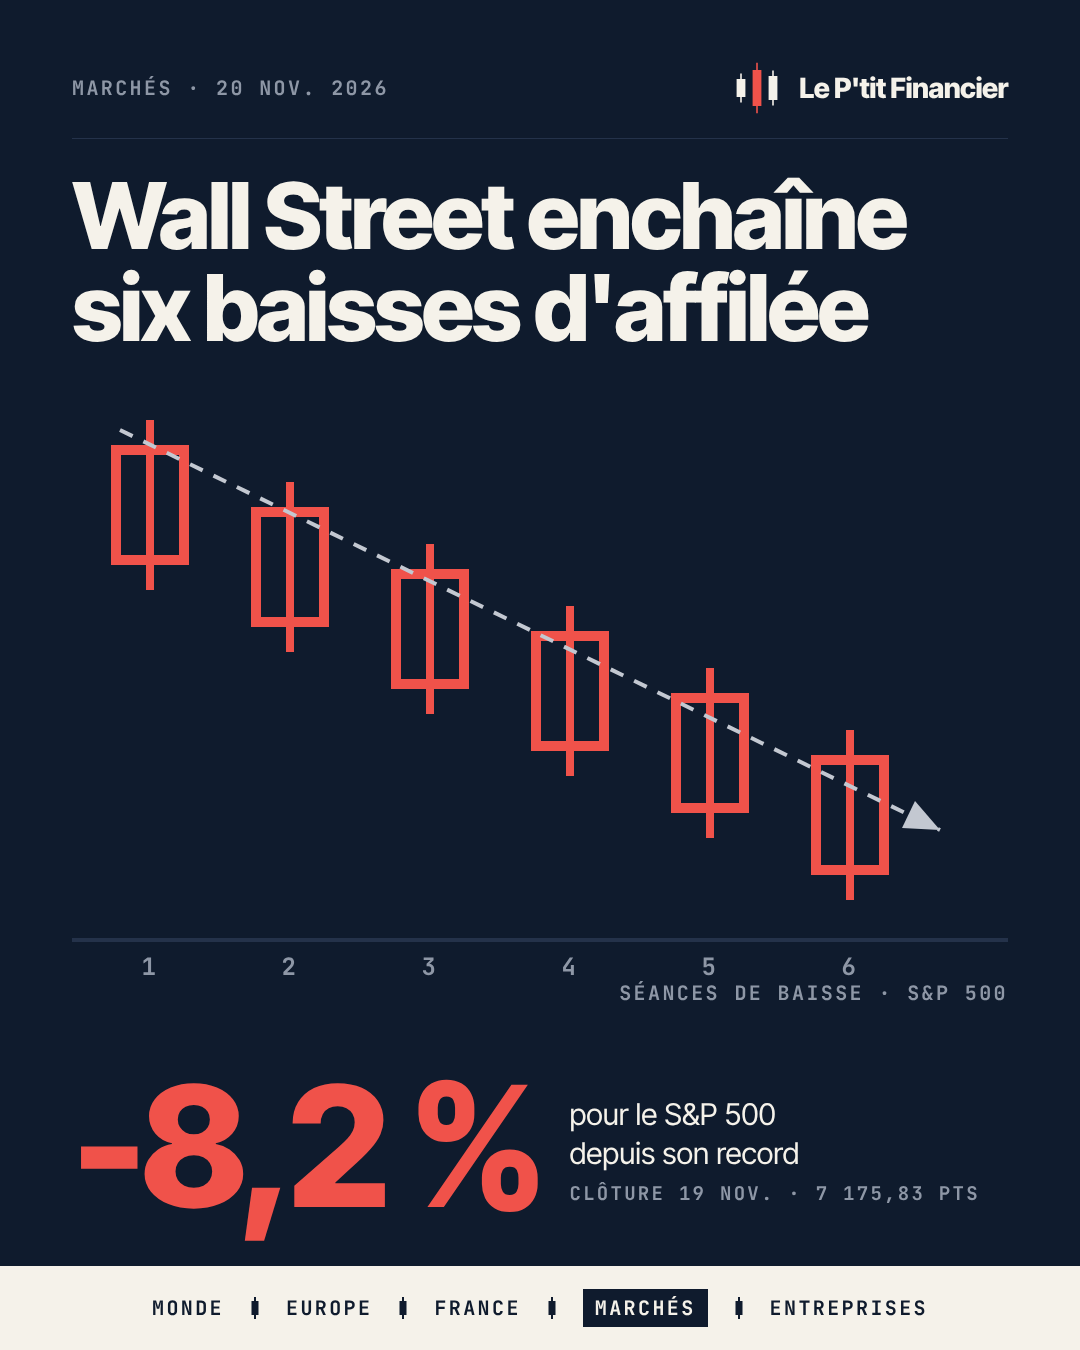 MARCHÉS · 20 NOV. 2026
Le P'tit Financier
Wall Street enchaîne
six baisses d'affilée
1 2 3 4 5 6
SÉANCES DE BAISSE · S&P 500
-8,2 %
pour le S&P 500
depuis son record
CLÔTURE 19 NOV. · 7 175,83 PTS
MONDE EUROPE FRANCE MARCHÉS ENTREPRISES